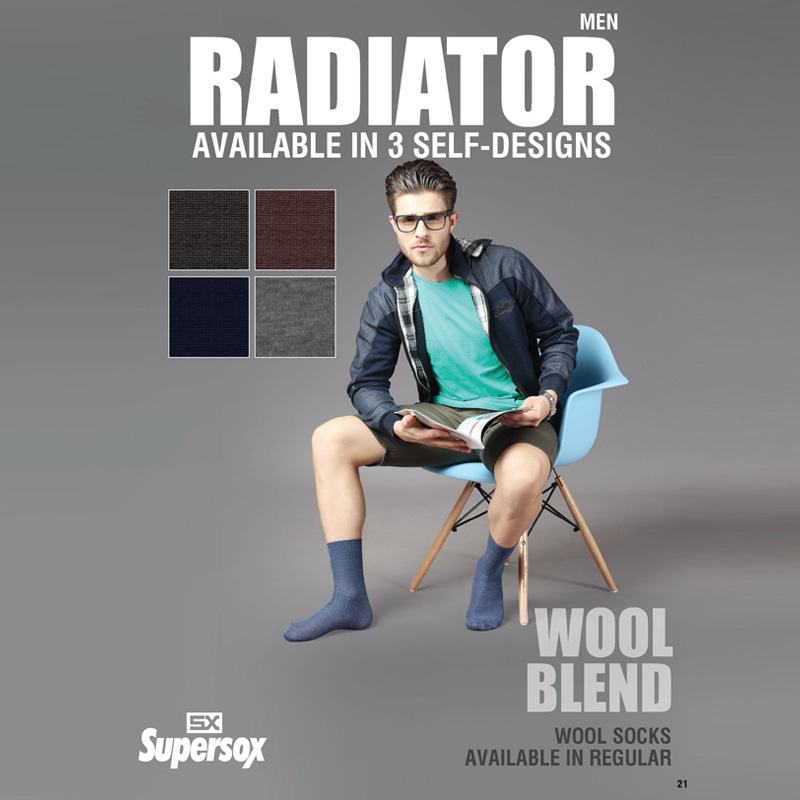 MEN
RADIATOR
AVAILABLE IN 3 SELF-DESIGNS
WOOL
BLEND
WOOL SOCKS
AVAILABLE IN REGULAR
SX
Supersox
21